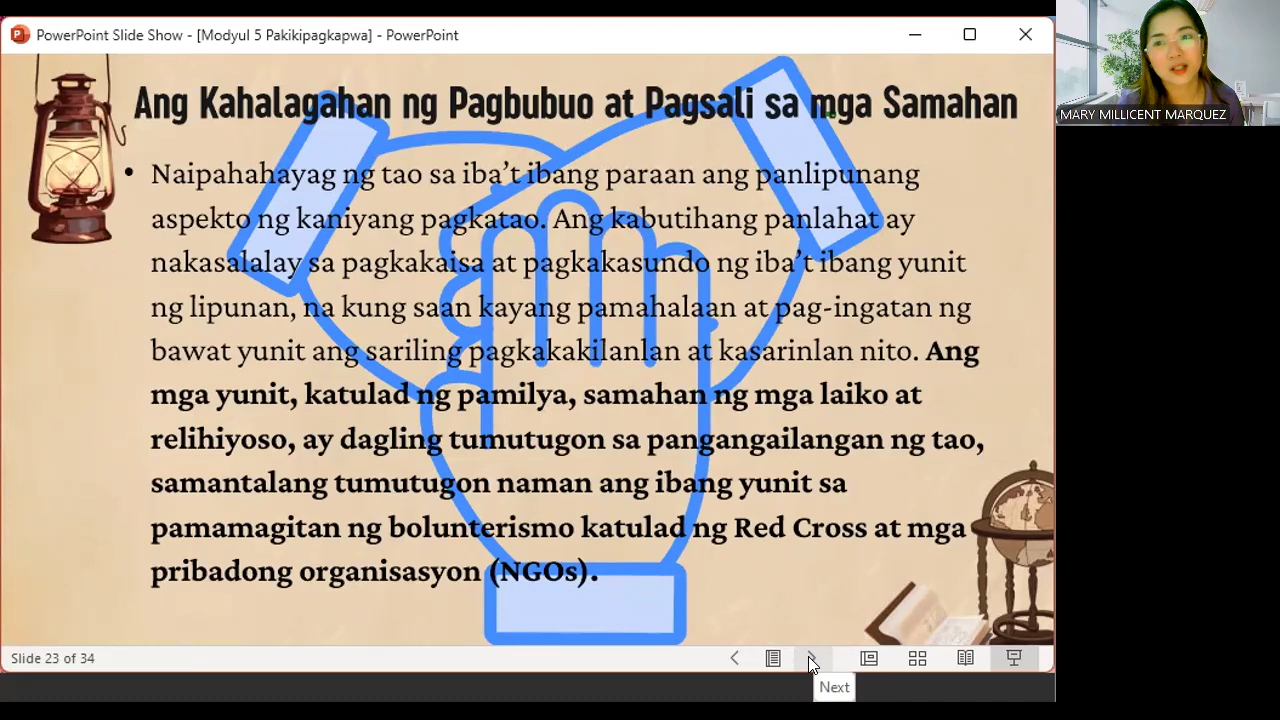 PowerPoint Slide Show - [Modyul 5 Pakikipagkapwa] - PowerPoint
MARY MILLICENT MARQUEZ
Ang Kahalagahan ng Pagbubuo at Pagsali sa mga Samahan
• Naipahahayag ng tao sa iba't ibang paraan ang panlipunang
aspekto ng kaniyang pagkatao. Ang kabutihang panlahat ay
nakasalalay sa pagkakaisa at pagkakasundo ng iba't ibang yunit
ng lipunan, na kung saan kayang pamahalaan at pag-ingatan ng
bawat yunit ang sariling pagkakakilanlan at kasarinlan nito. Ang
mga yunit, katulad ng pamilya, samahan ng mga laiko at
relihiyoso, ay dagling tumutugon sa pangangailangan ng tao,
samantalang tumutugon naman ang ibang yunit sa
pamamagitan ng bolunterismo katulad ng Red Cross at mga
pribadong organisasyon (NGOs).
Slide 23 of 34
Next